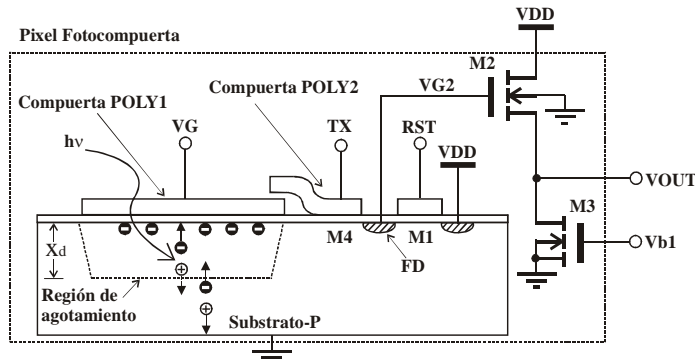 VDD
Pixel Fotocompuerta
M2
Compuerta POLY1
Compuerta POLY2
VG2
hν
VG
TX
RST
VDD
VOUT
M3
Xd
M4
M1
FD
Vb1
Región de
agotamiento
Substrato-P